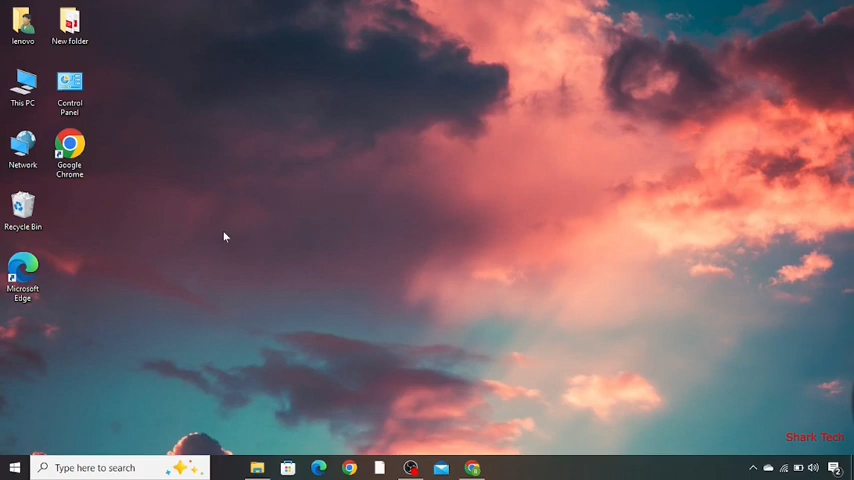 lenovo
New folder
This PC
Control
Panel
Network
Google
Chrome
Recycle Bin
Microsoft
Edge
Shark Tech
Type here to search
2